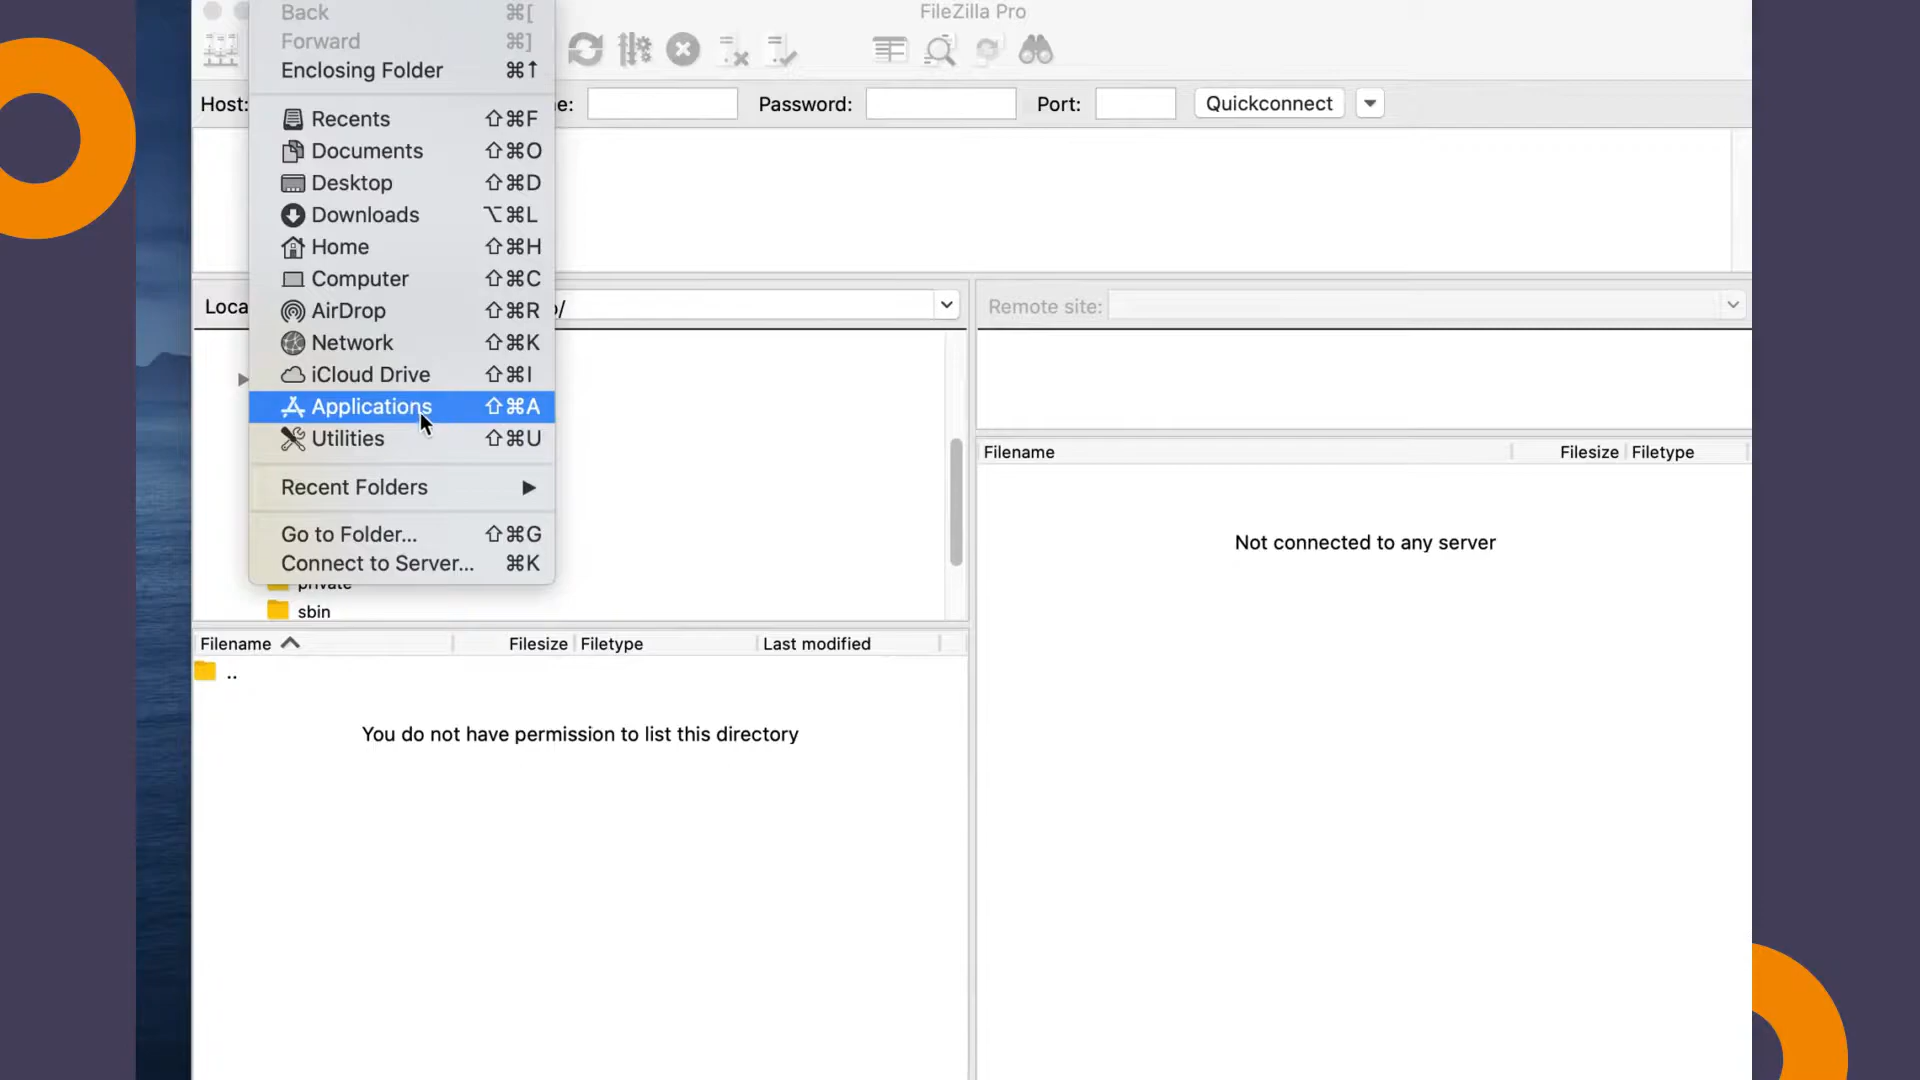 FileZilla Pro
Back ⌘[
Forward ⌘]
Enclosing Folder ⌘↑
Host: e: Password: Port: Quickconnect
Recents ⇧⌘F
Documents ⇧⌘O
Desktop ⇧⌘D
Downloads ⌥⌘L
Home ⇧⌘H
Computer ⇧⌘C
AirDrop ⇧⌘R
Network ⇧⌘K
iCloud Drive ⇧⌘I
Applications ⇧⌘A
Utilities ⇧⌘U
Recent Folders ▶
Go to Folder... ⇧⌘G
Connect to Server... ⌘K
Loca /
private
sbin
Filename Filesize Filetype Last modified
..
You do not have permission to list this directory
Remote site:
Filename Filesize Filetype
Not connected to any server